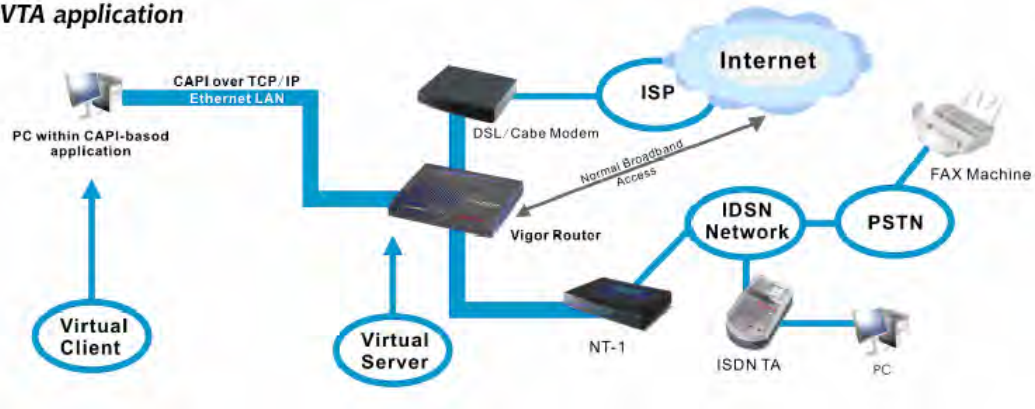 VTA application
CAPI over TCP/IP
Ethernet LAN
PC within CAPI-basod
application
DSL/Cabe Modem
ISP
Internet
Normal Broadband
Access
FAX Machine
Vigor Router
IDSN
Network
PSTN
Virtual
Client
Virtual
Server
NT-1
ISDN TA
PC